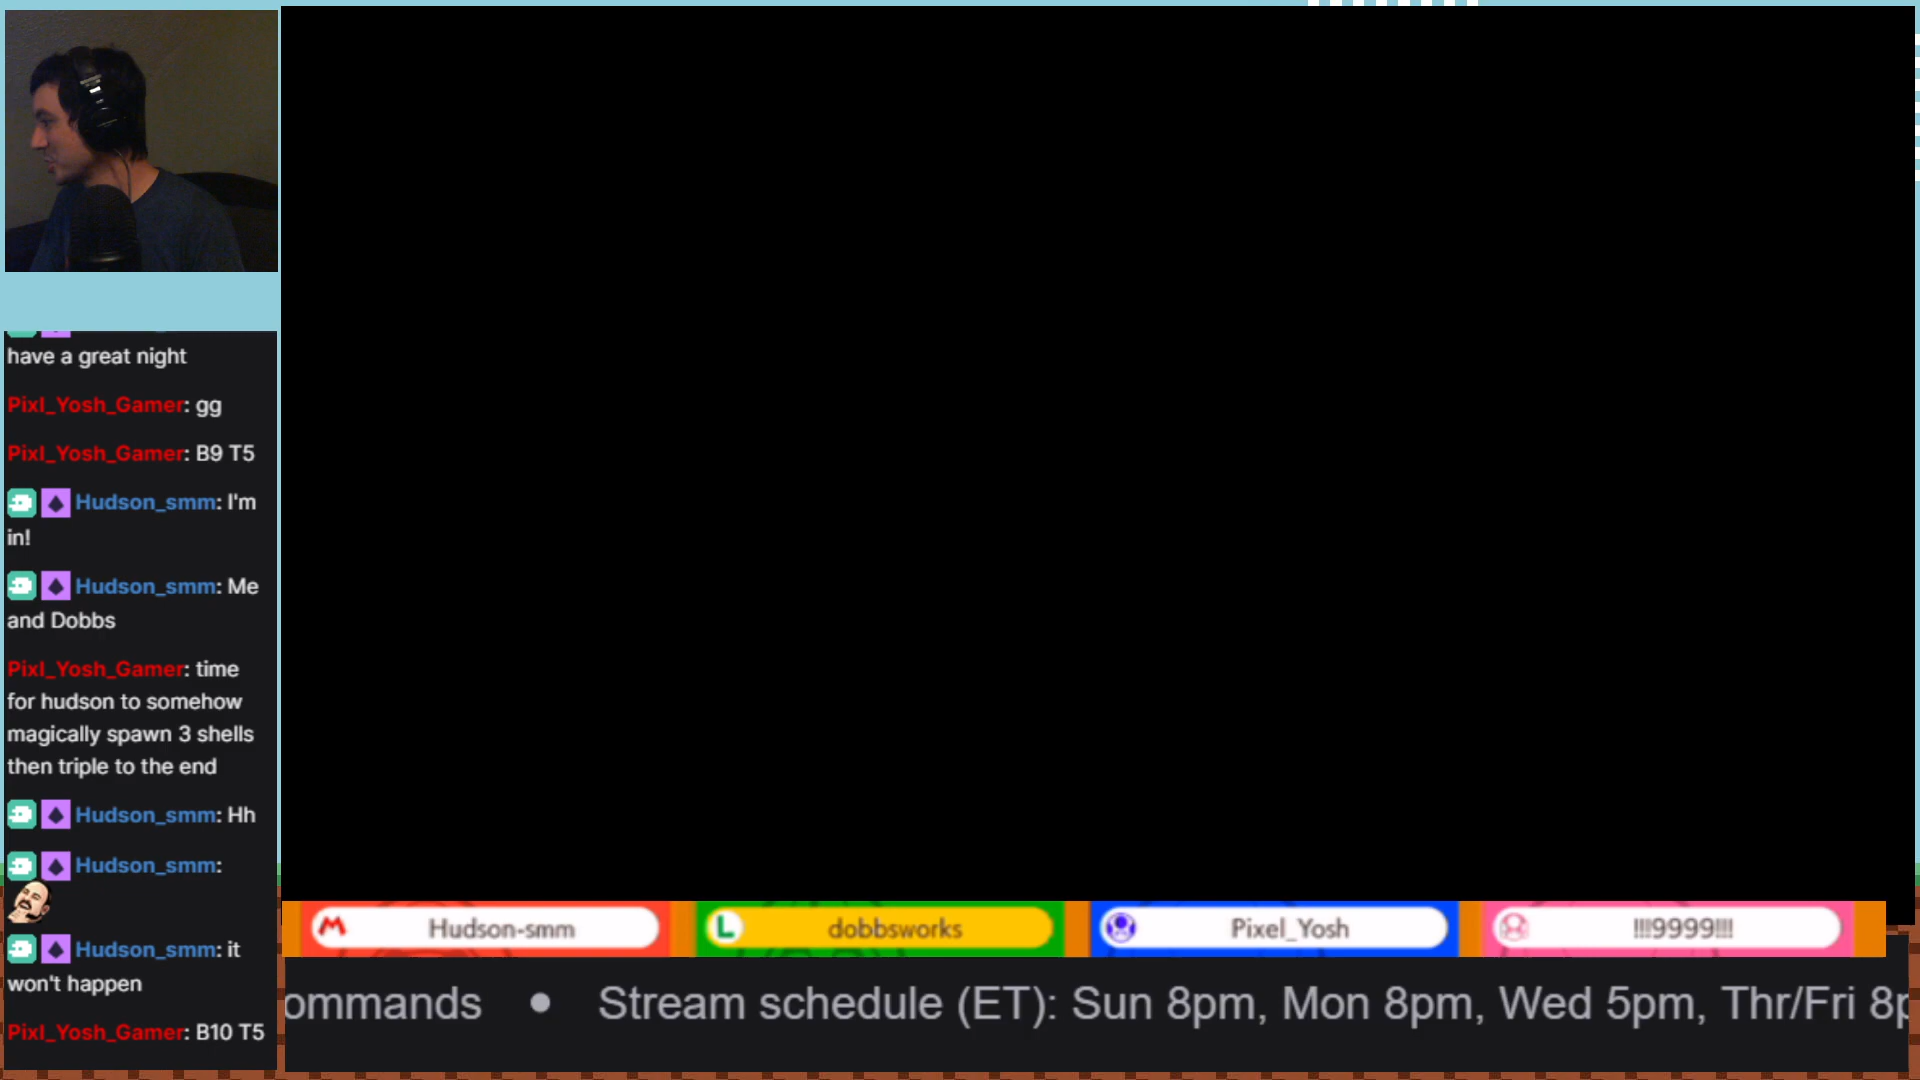 have a great night
Pixl_Yosh_Gamer: gg
Pixl_Yosh_Gamer: B9 T5
Hudson_smm: I'm
in!
Hudson_smm: Me
and Dobbs
Pixl_Yosh_Gamer: time
for hudson to somehow
magically spawn 3 shells
then triple to the end
Hudson_smm: Hh
Hudson_smm:
Hudson_smm: it
won't happen
Pixl_Yosh_Gamer: B10 T5
M Hudson-smm
L dobbsworks
Pixel_Yosh
!!!9999!!!
ommands • Stream schedule (ET): Sun 8pm, Mon 8pm, Wed 5pm, Thr/Fri 8p